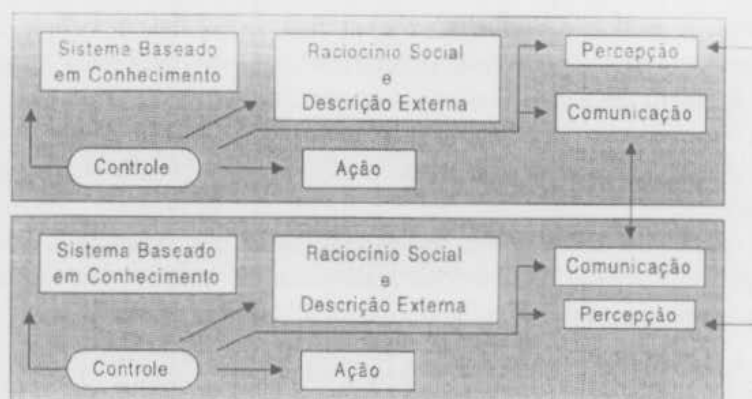 Sistema Baseado
em Conhecimento
Raciocínio Social
e
Descrição Externa
Percepção
Comunicação
Controle
Ação
Sistema Baseado
em Conhecimento
Raciocínio Social
e
Descrição Externa
Comunicação
Percepção
Controle
Ação